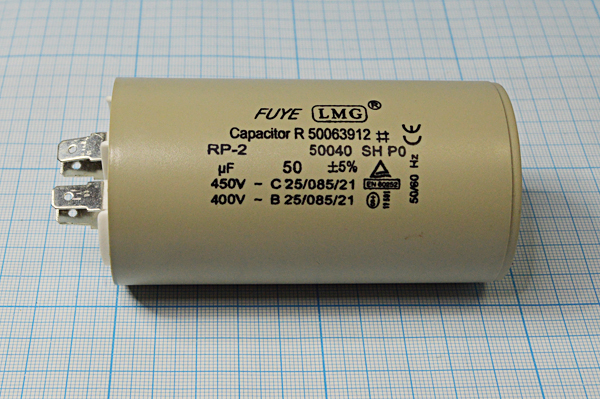 FUYE LMG®
Capacitor R 50063912
RP-2 50040 SH P0
µF 50 ±5%
450V ~ C 25/085/21
400V ~ B 25/085/21
EN 60252
CE
50/60 Hz